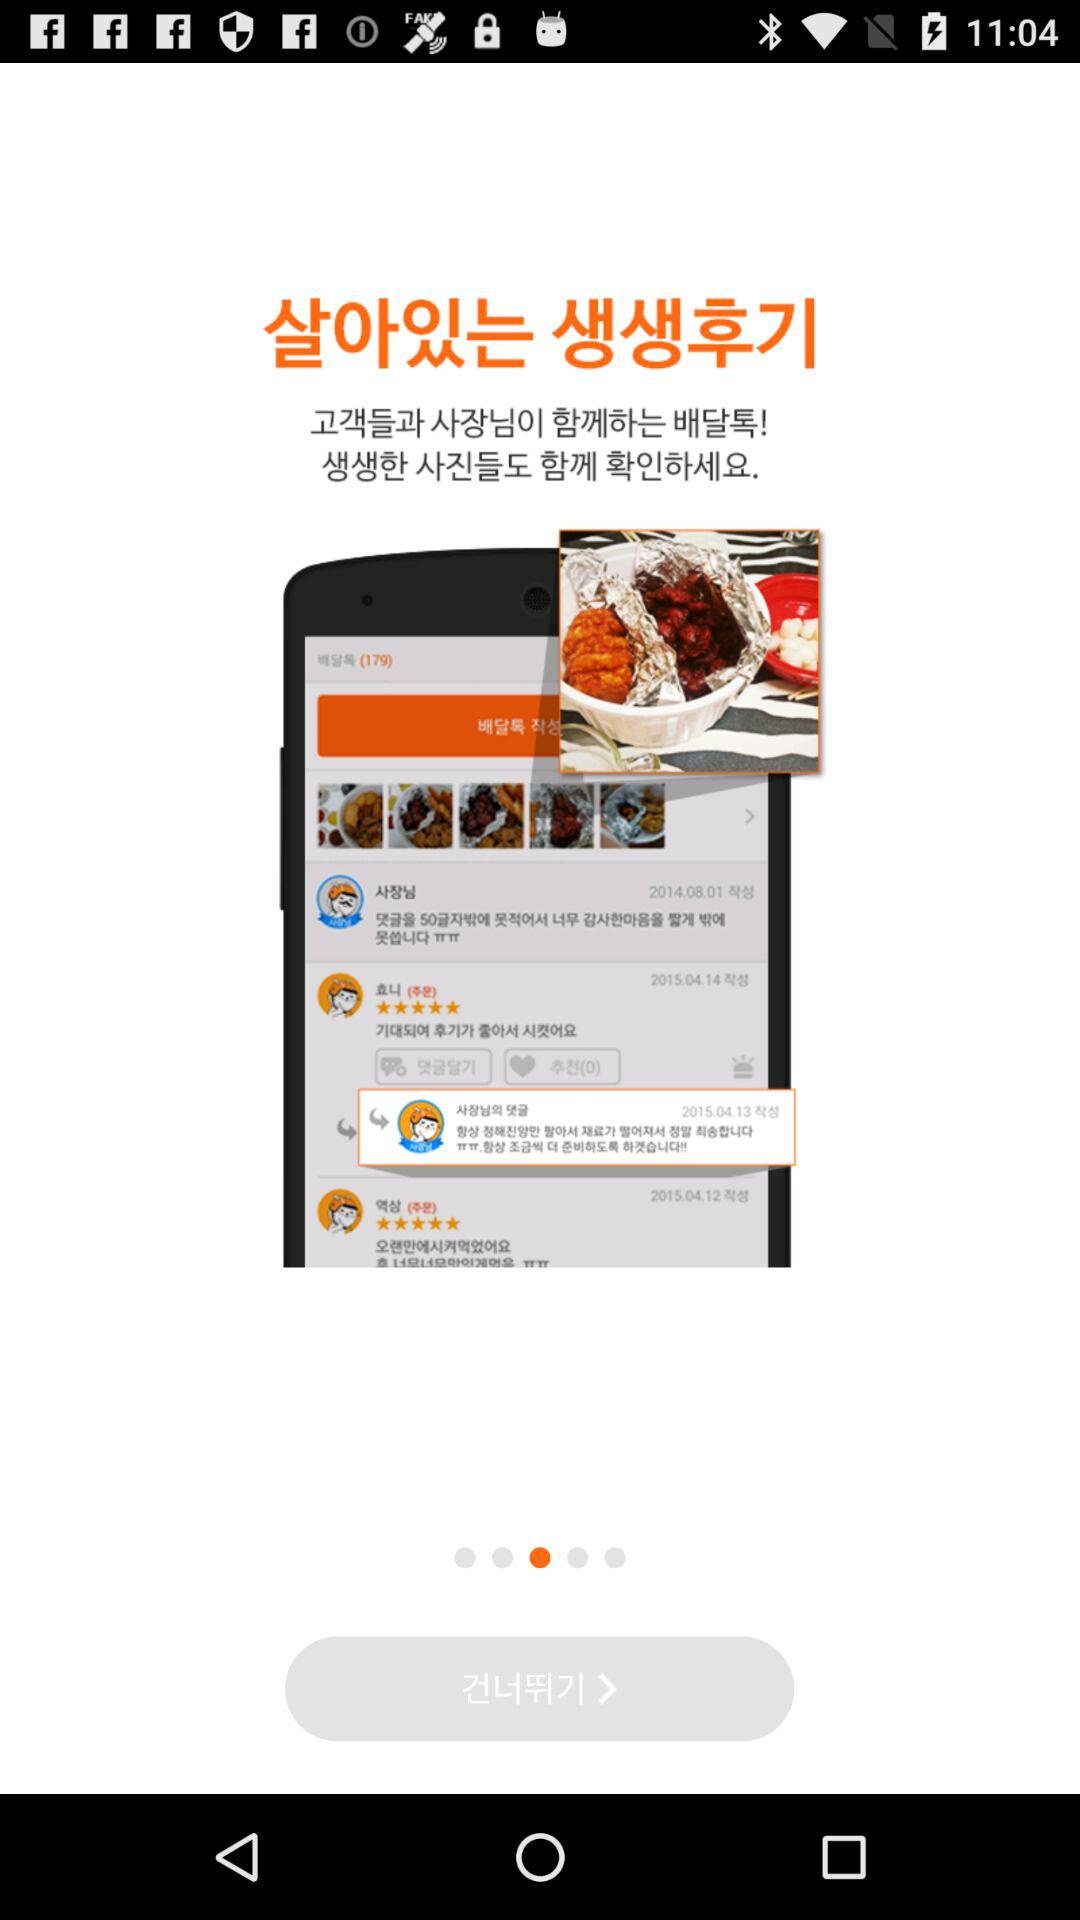 FAKE
11:04
살아있는 생생후기
고객들과 사장님이 함께하는 배달톡!
생생한 사진들도 함께 확인하세요.
배달톡 (179)
배달톡 작성
사장님 2014.08.01 작성
사장님
댓글을 50글자밖에 못적어서 너무 감사한마음을 짧게 밖에
못씁니다 ㅠㅠ
2015.04.14 작성
효니 (주문)
★★★★★
기대되여 후기가 좋아서 시켯어요
댓글달기 추천(0)
사장님의 댓글 2015.04.13 작성
사장님
항상 정해진양만 팔아서 재료가 떨어져서 정말 죄송합니다
ㅠㅠ.항상 조금씩 더 준비하도록 하겟습니다!!
2015.04.12 작성
역삼 (주문)
★★★★★
오랜만에시켜먹었어요
건너뛰기